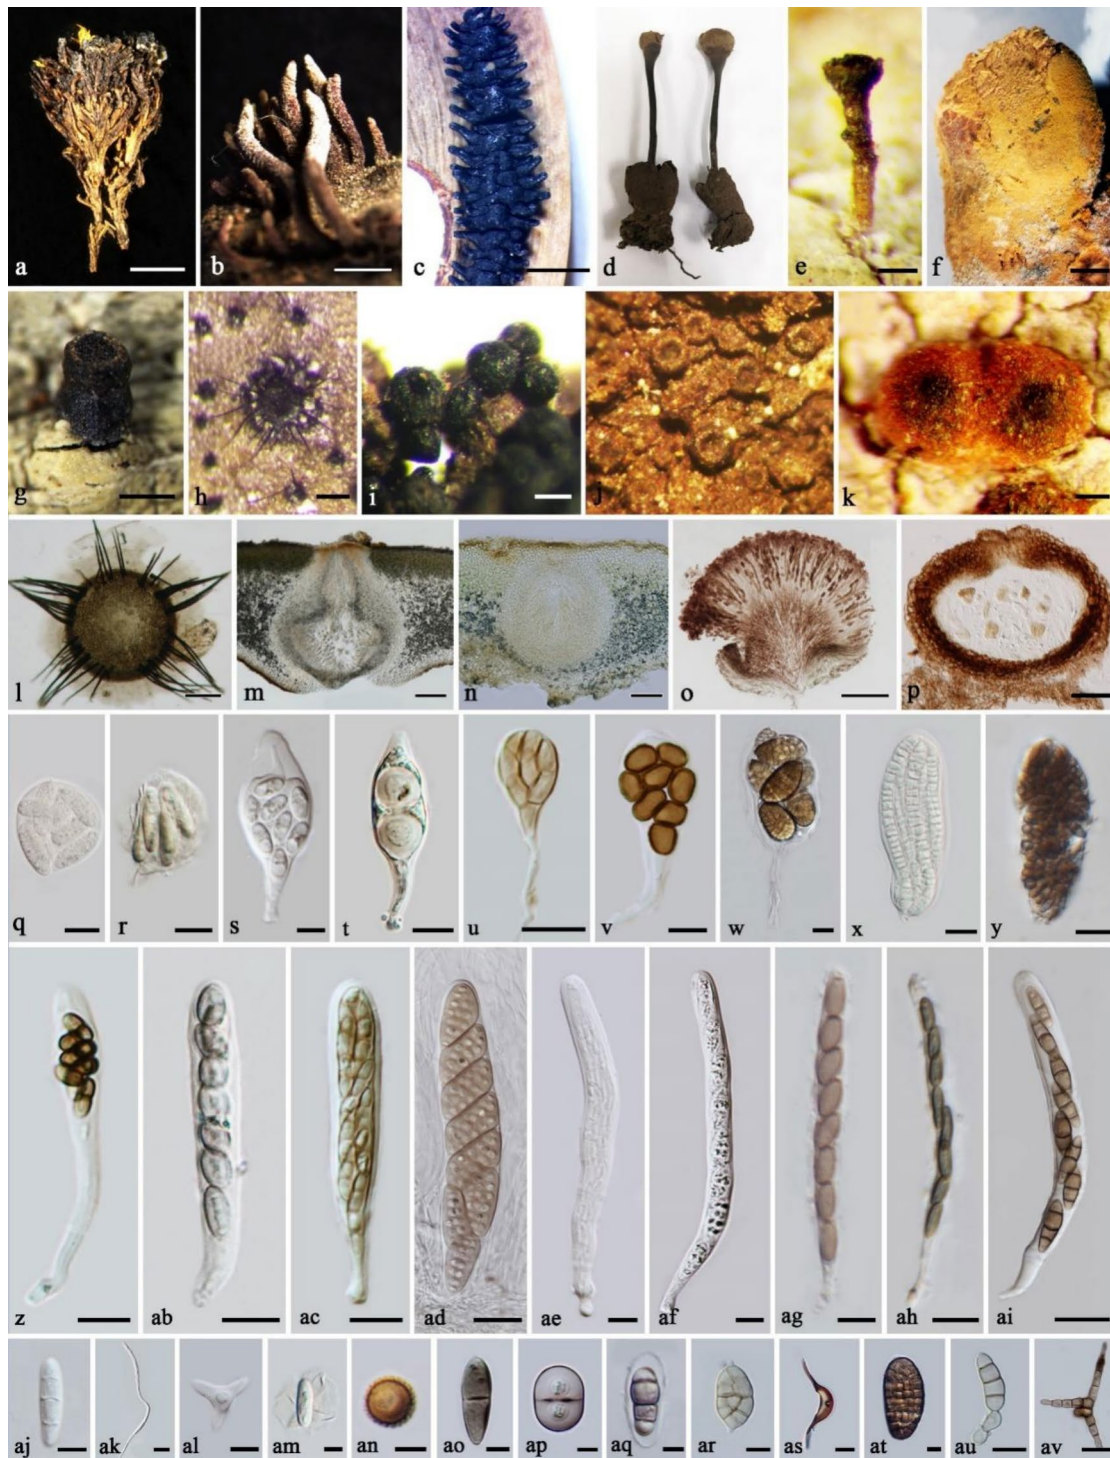 a b c d e f
g h i j k
l m n o p
q r s t u v w x y
z ab ac ad ae af ag ah ai
aj ak al am an ao ap aq ar as at au av